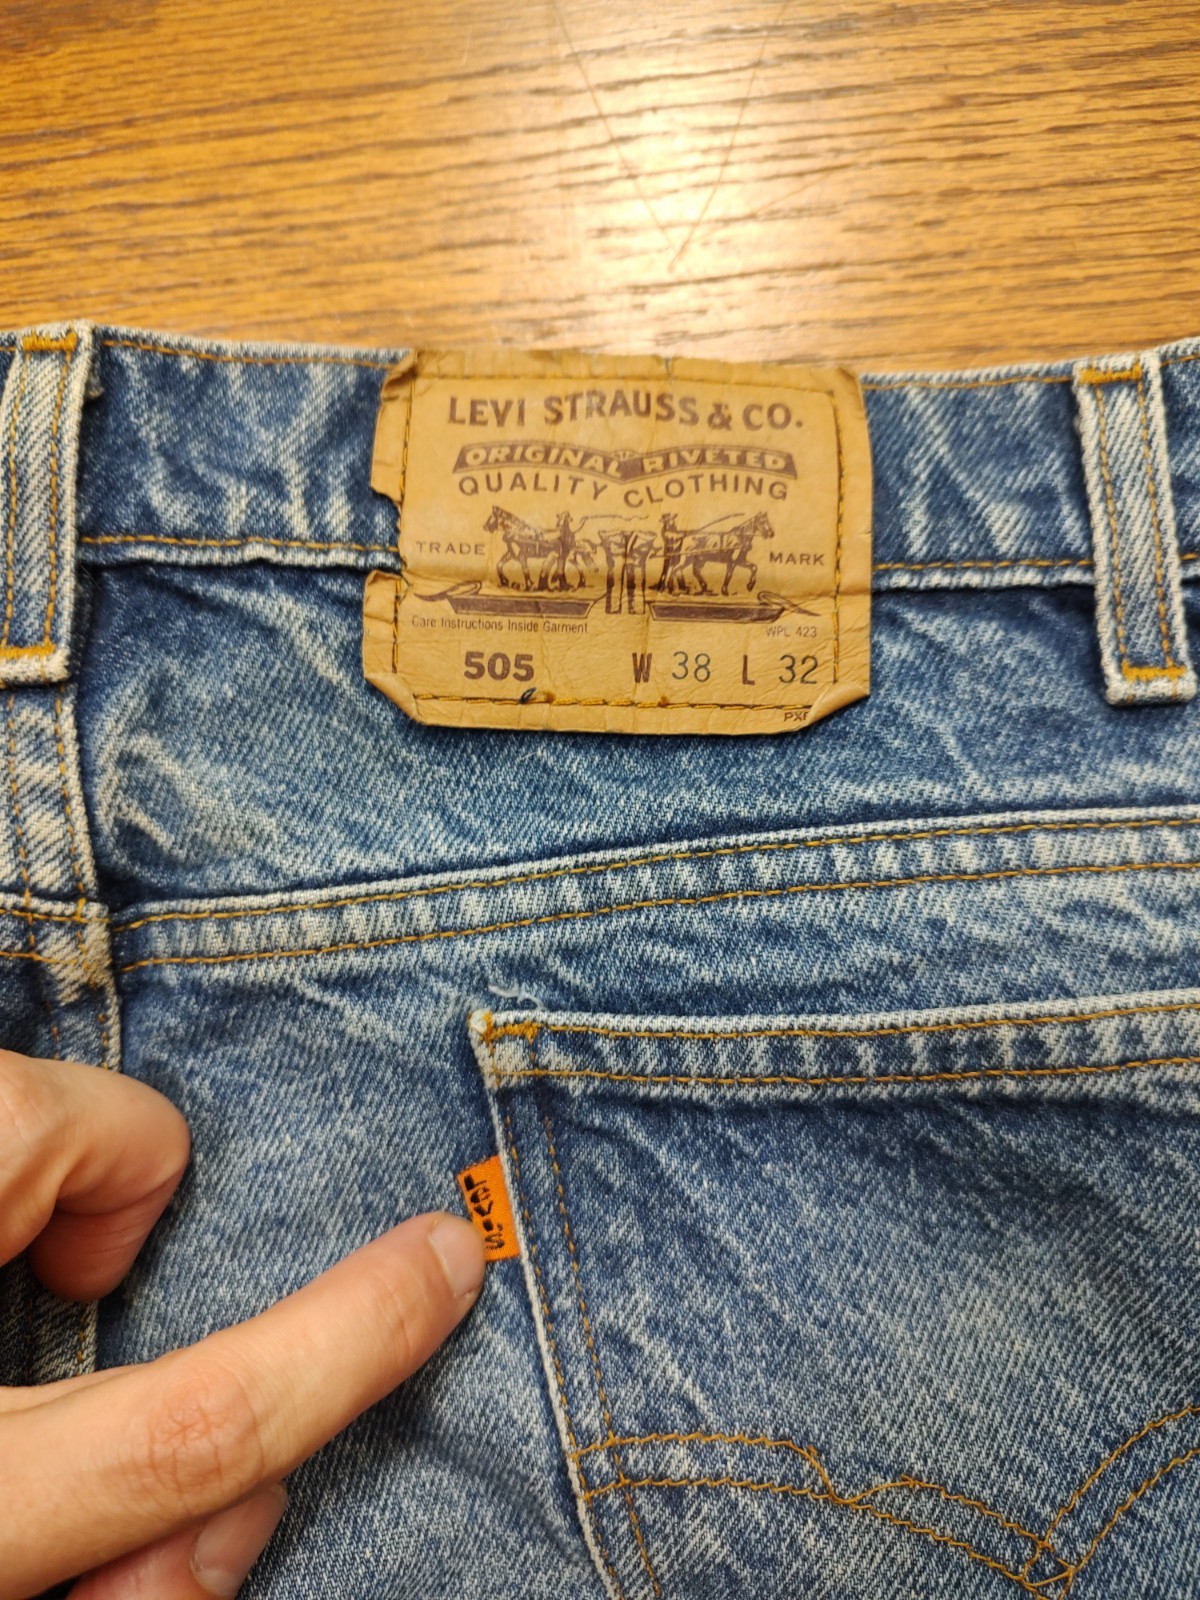 LEVI STRAUSS & CO.
ORIGINAL RIVETED
QUALITY CLOTHING
TRADE MARK
Care Instructions Inside Garment WPL 423
505 W 38 L 32
LEVI'S